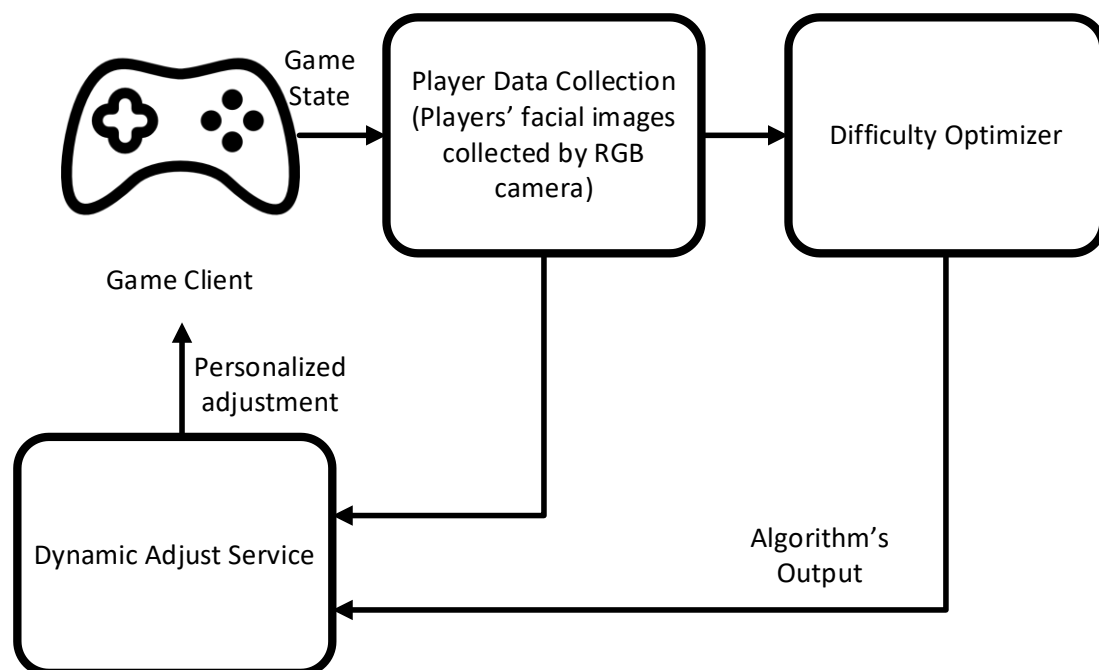 Game
State
Player Data Collection
(Players’ facial images
collected by RGB
camera)
Difficulty Optimizer
Game Client
Personalized
adjustment
Dynamic Adjust Service
Algorithm’s
Output